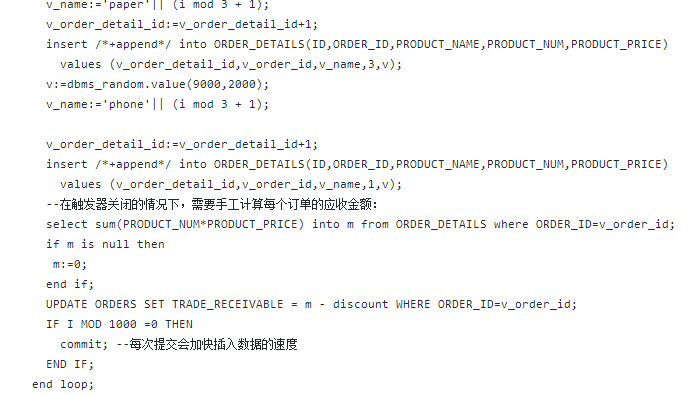 v_name:='paper'|| (i mod 3 + 1);
v_order_detail_id:=v_order_detail_id+1;
insert /*+append*/ into ORDER_DETAILS(ID,ORDER_ID,PRODUCT_NAME,PRODUCT_NUM,PRODUCT_PRICE)
values (v_order_detail_id,v_order_id,v_name,3,v);
v:=dbms_random.value(9000,2000);
v_name:='phone'|| (i mod 3 + 1);
v_order_detail_id:=v_order_detail_id+1;
insert /*+append*/ into ORDER_DETAILS(ID,ORDER_ID,PRODUCT_NAME,PRODUCT_NUM,PRODUCT_PRICE)
values (v_order_detail_id,v_order_id,v_name,1,v);
--在触发器关闭的情况下，需要手工计算每个订单的应收金额：
select sum(PRODUCT_NUM*PRODUCT_PRICE) into m from ORDER_DETAILS where ORDER_ID=v_order_id;
if m is null then
m:=0;
end if;
UPDATE ORDERS SET TRADE_RECEIVABLE = m - discount WHERE ORDER_ID=v_order_id;
IF I MOD 1000 =0 THEN
commit; --每次提交会加快插入数据的速度
END IF;
end loop;